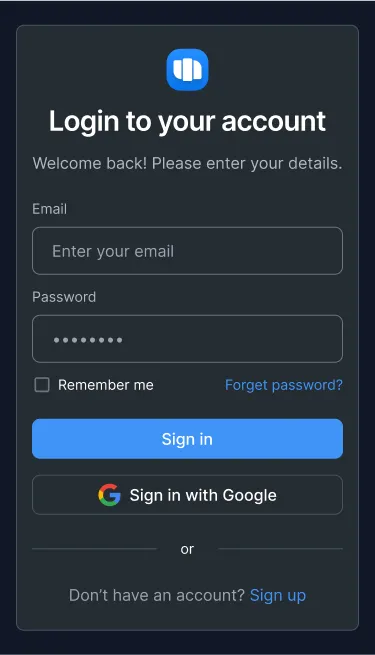 Login to your account
Welcome back! Please enter your details.
Email
Enter your email
Password
••••••••
Remember me Forget password?
Sign in
Sign in with Google
or
Don't have an account? Sign up